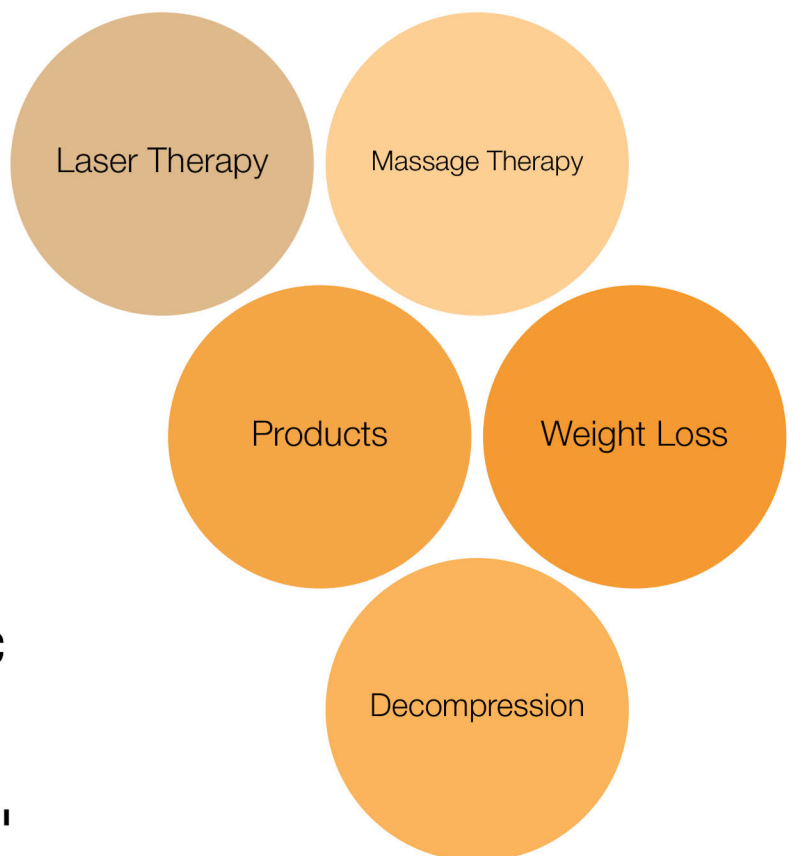 Laser Therapy
Massage Therapy
Products
Weight Loss
Decompression